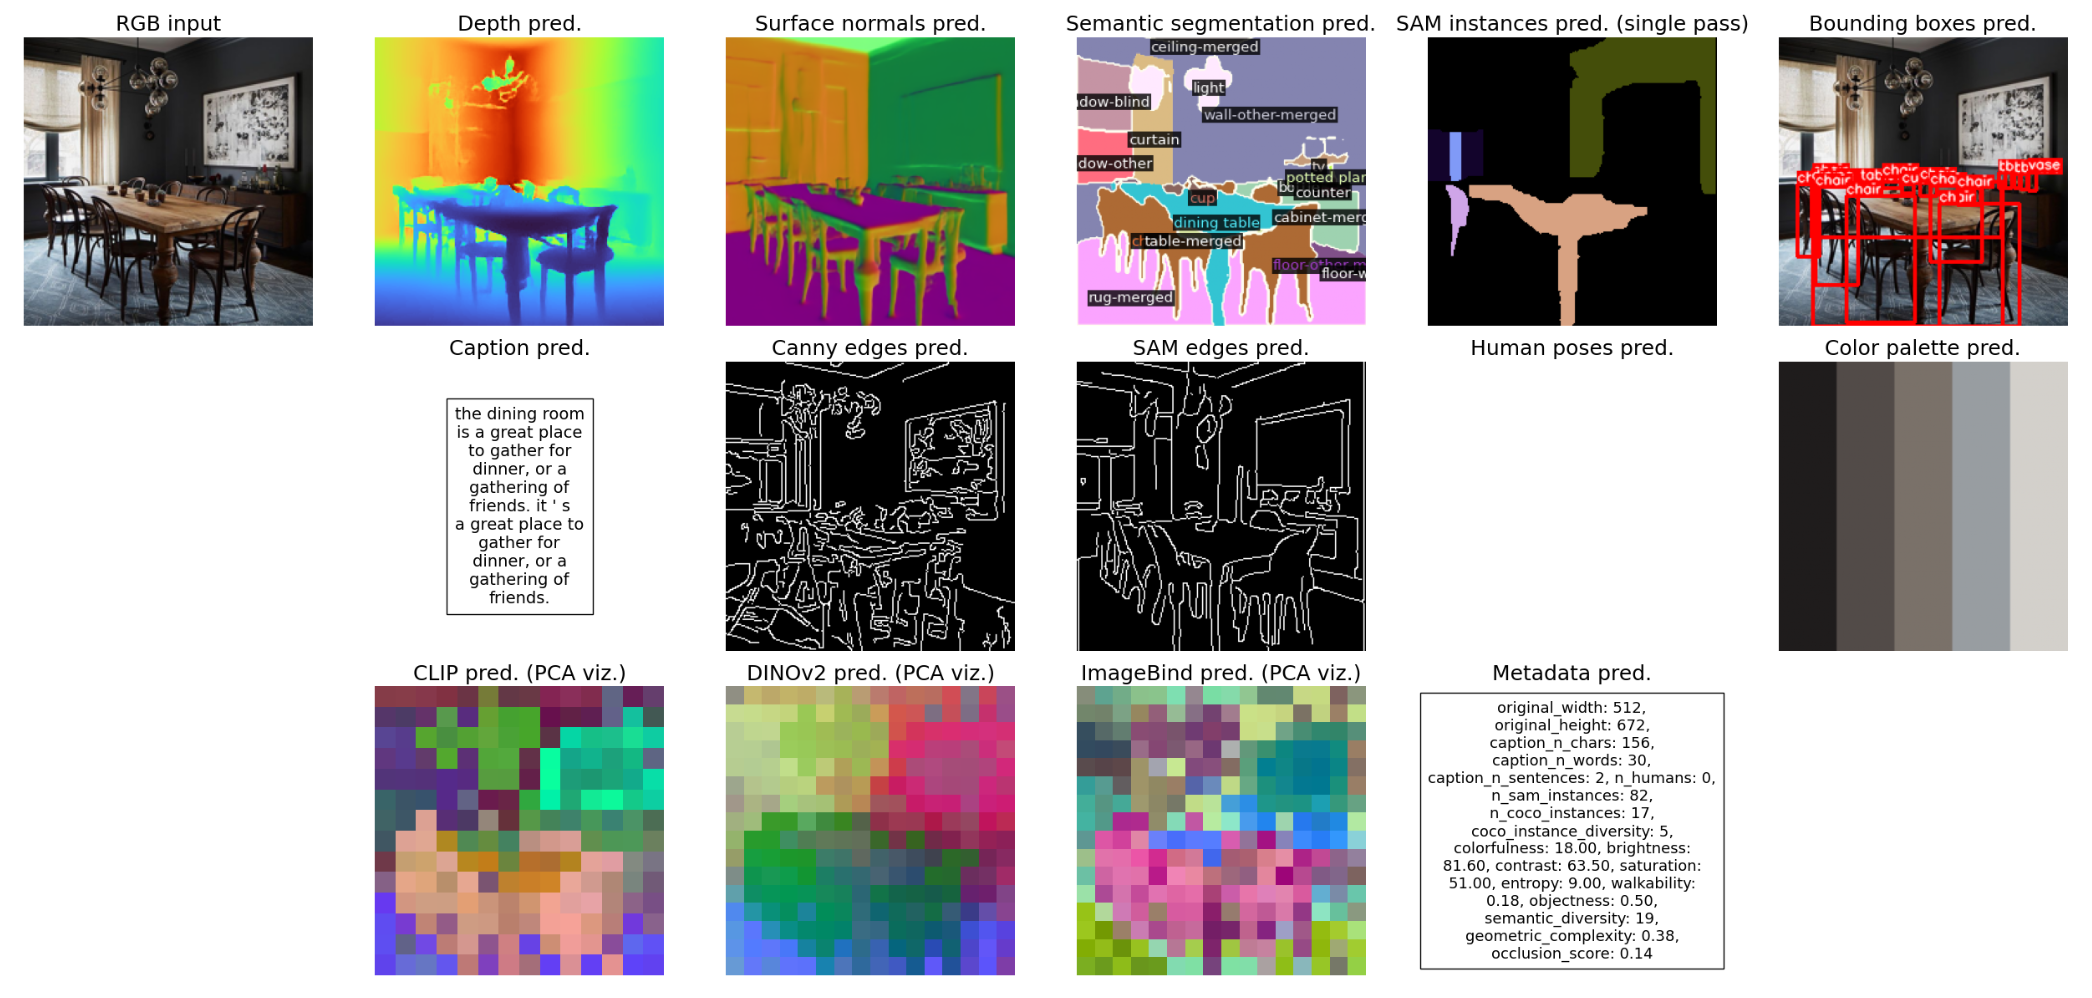 RGB input
Depth pred.
Surface normals pred.
Semantic segmentation pred.
SAM instances pred. (single pass)
Bounding boxes pred.
ceiling-merged
light
dow-blind
wall-other-merged
curtain
dow-other
tv
potted plan
counter
cup
dining table
cabinet-merg
table-merged
floor-other-m
floor-w
rug-merged
vase
chair
chair
chair
chair
chair
Caption pred.
Canny edges pred.
SAM edges pred.
Human poses pred.
Color palette pred.
the dining room
is a great place
to gather for
dinner, or a
gathering of
friends. it ' s
a great place to
gather for
dinner, or a
gathering of
friends.
CLIP pred. (PCA viz.)
DINOv2 pred. (PCA viz.)
ImageBind pred. (PCA viz.)
Metadata pred.
original_width: 512,
original_height: 672,
caption_n_chars: 156,
caption_n_words: 30,
caption_n_sentences: 2, n_humans: 0,
n_sam_instances: 82,
n_coco_instances: 17,
coco_instance_diversity: 5,
colorfulness: 18.00, brightness:
81.60, contrast: 63.50, saturation:
51.00, entropy: 9.00, walkability:
0.18, objectness: 0.50,
semantic_diversity: 19,
geometric_complexity: 0.38,
occlusion_score: 0.14